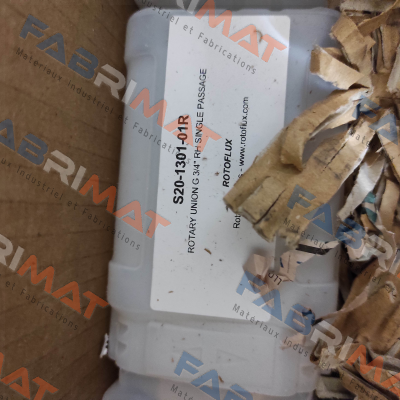 S20-1301-01R
ROTARY UNION G 3/4" RH SINGLE PASSAGE
ROTOFLUX
- www.rotoflux.com
FABRIMAT
Matériaux industriels et Fabrications